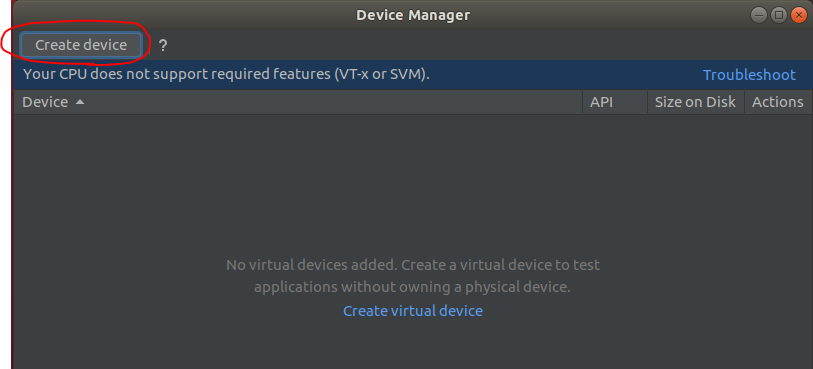 Device Manager
Create device ?
Your CPU does not support required features (VT-x or SVM). Troubleshoot
Device API Size on Disk Actions
No virtual devices added. Create a virtual device to test
applications without owning a physical device.
Create virtual device